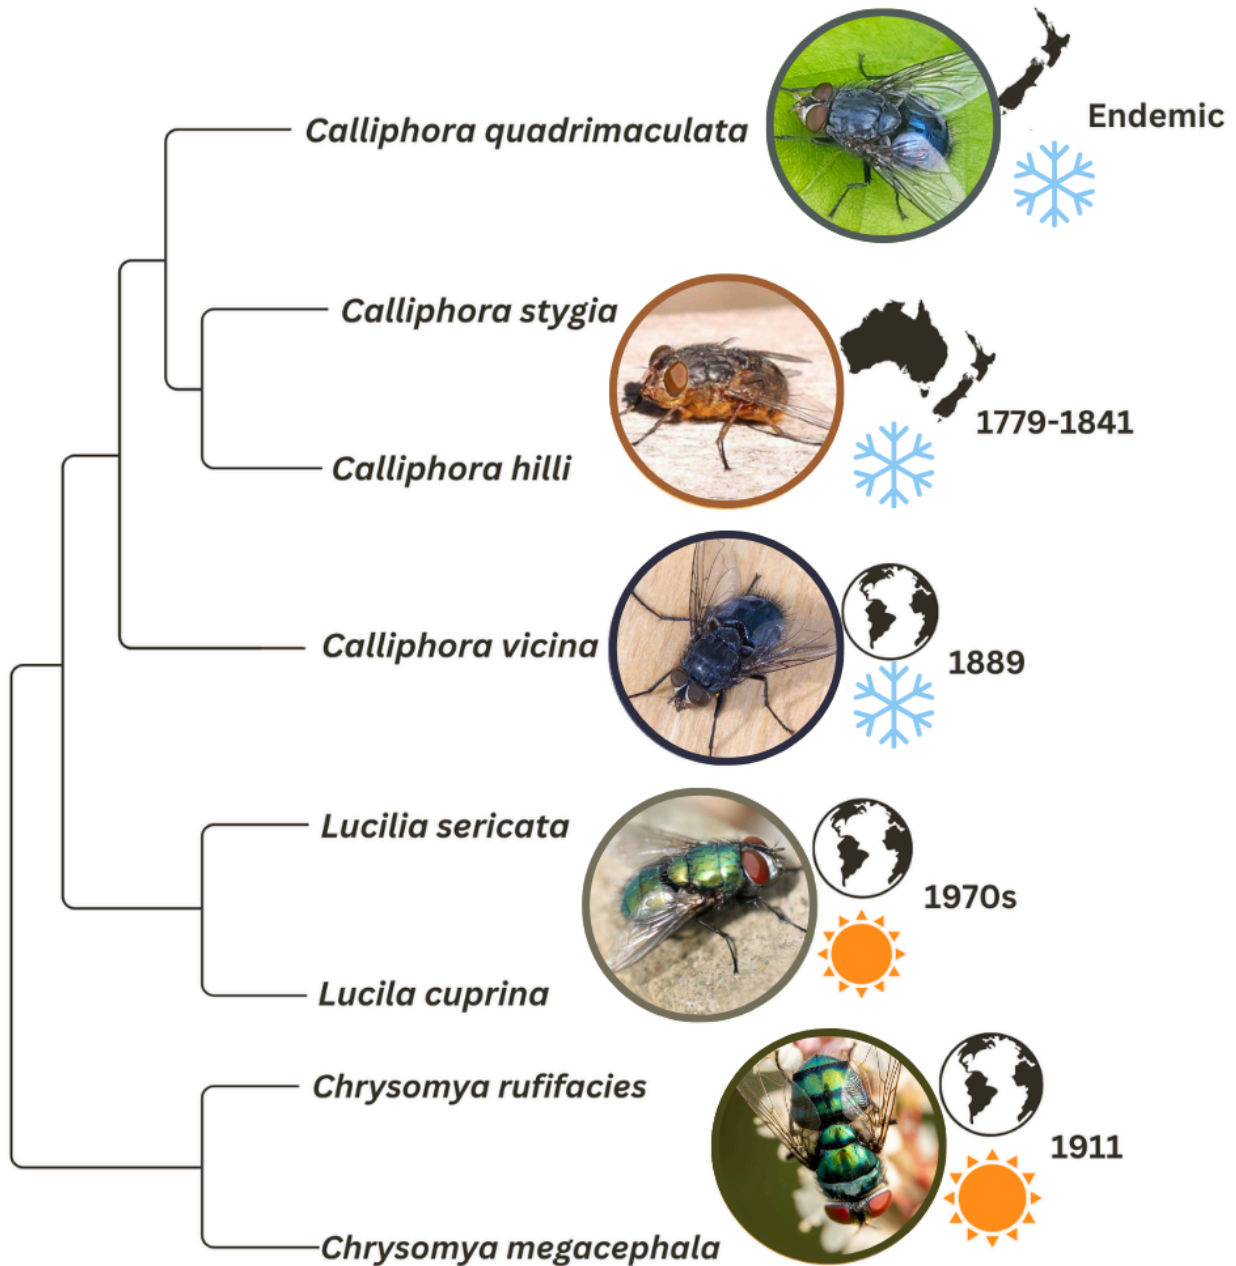 Calliphora quadrimaculata
Endemic
Calliphora stygia
1779-1841
Calliphora hilli
Calliphora vicina
1889
Lucilia sericata
1970s
Lucila cuprina
Chrysomya rufifacies
1911
Chrysomya megacephala